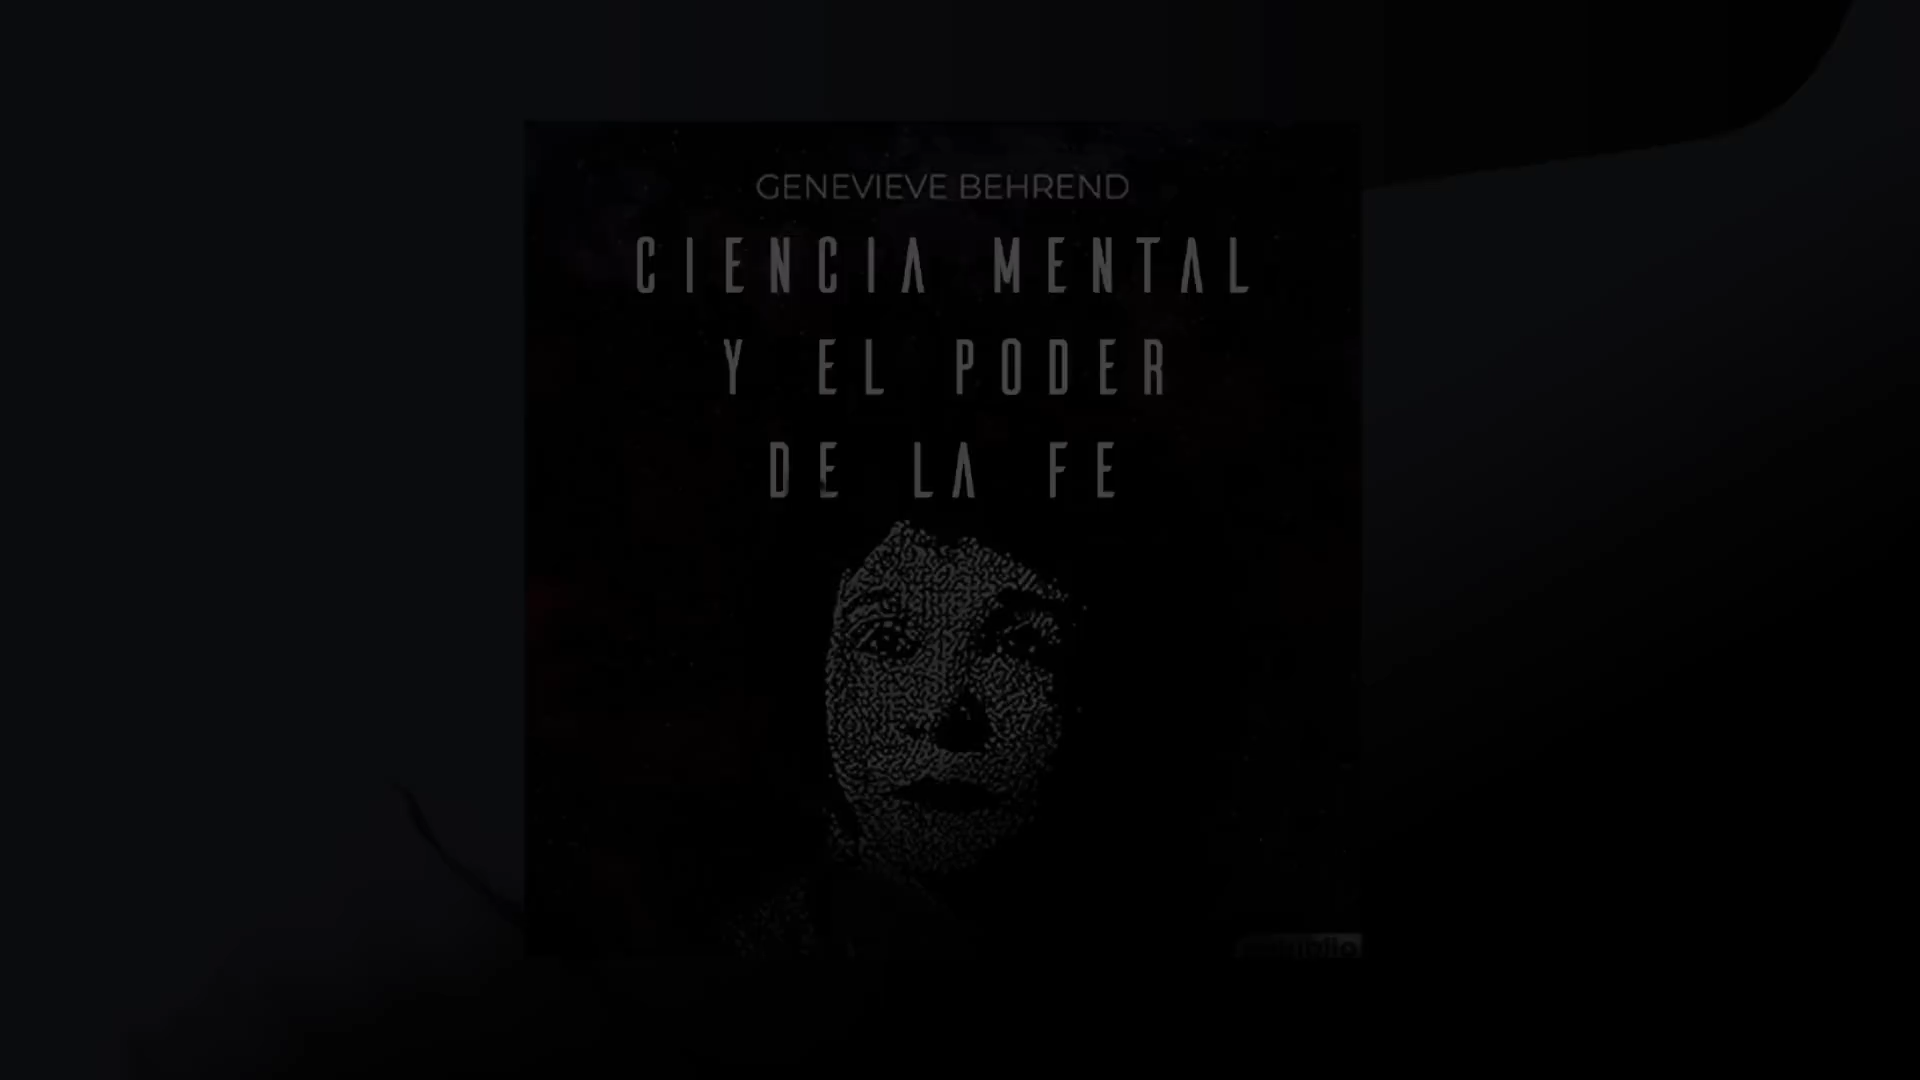 GENEVIEVE BEHREND
CIENCIA MENTAL
Y EL PODER
DE LA FE